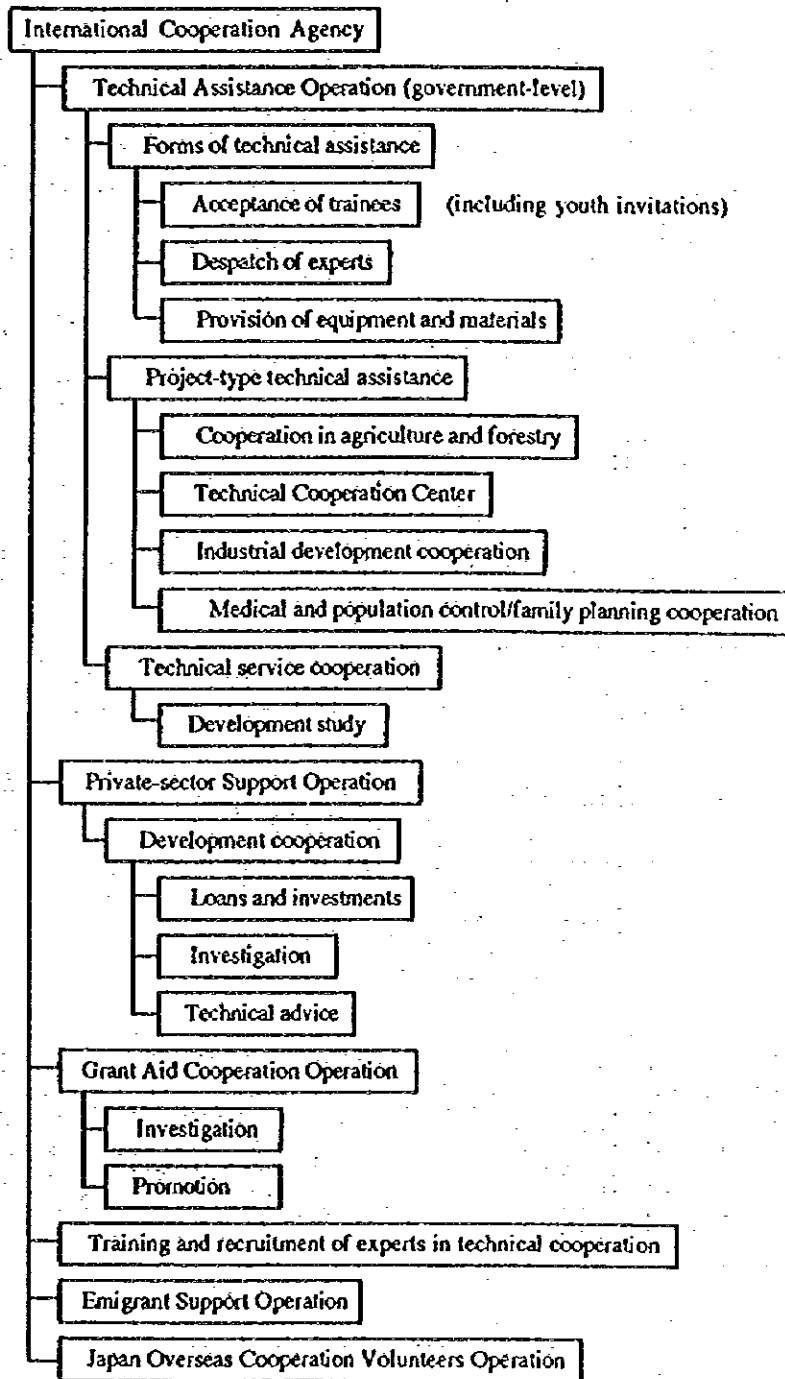 International Cooperation Agency
Technical Assistance Operation (government-level)
Forms of technical assistance
Acceptance of trainees (including youth invitations)
Despatch of experts
Provision of equipment and materials
Project-type technical assistance
Cooperation in agriculture and forestry
Technical Cooperation Center
Industrial development cooperation
Medical and population control/family planning cooperation
Technical service cooperation
Development study
Private-sector Support Operation
Development cooperation
Loans and investments
Investigation
Technical advice
Grant Aid Cooperation Operation
Investigation
Promotion
Training and recruitment of experts in technical cooperation
Emigrant Support Operation
Japan Overseas Cooperation Volunteers Operation